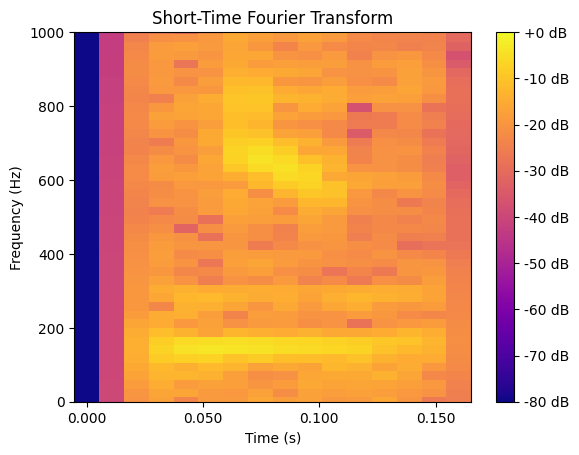 Short-Time Fourier Transform
Frequency (Hz)
1000
800
600
400
200
0
0.000
0.050
0.100
0.150
Time (s)
+0 dB
-10 dB
-20 dB
-30 dB
-40 dB
-50 dB
-60 dB
-70 dB
-80 dB